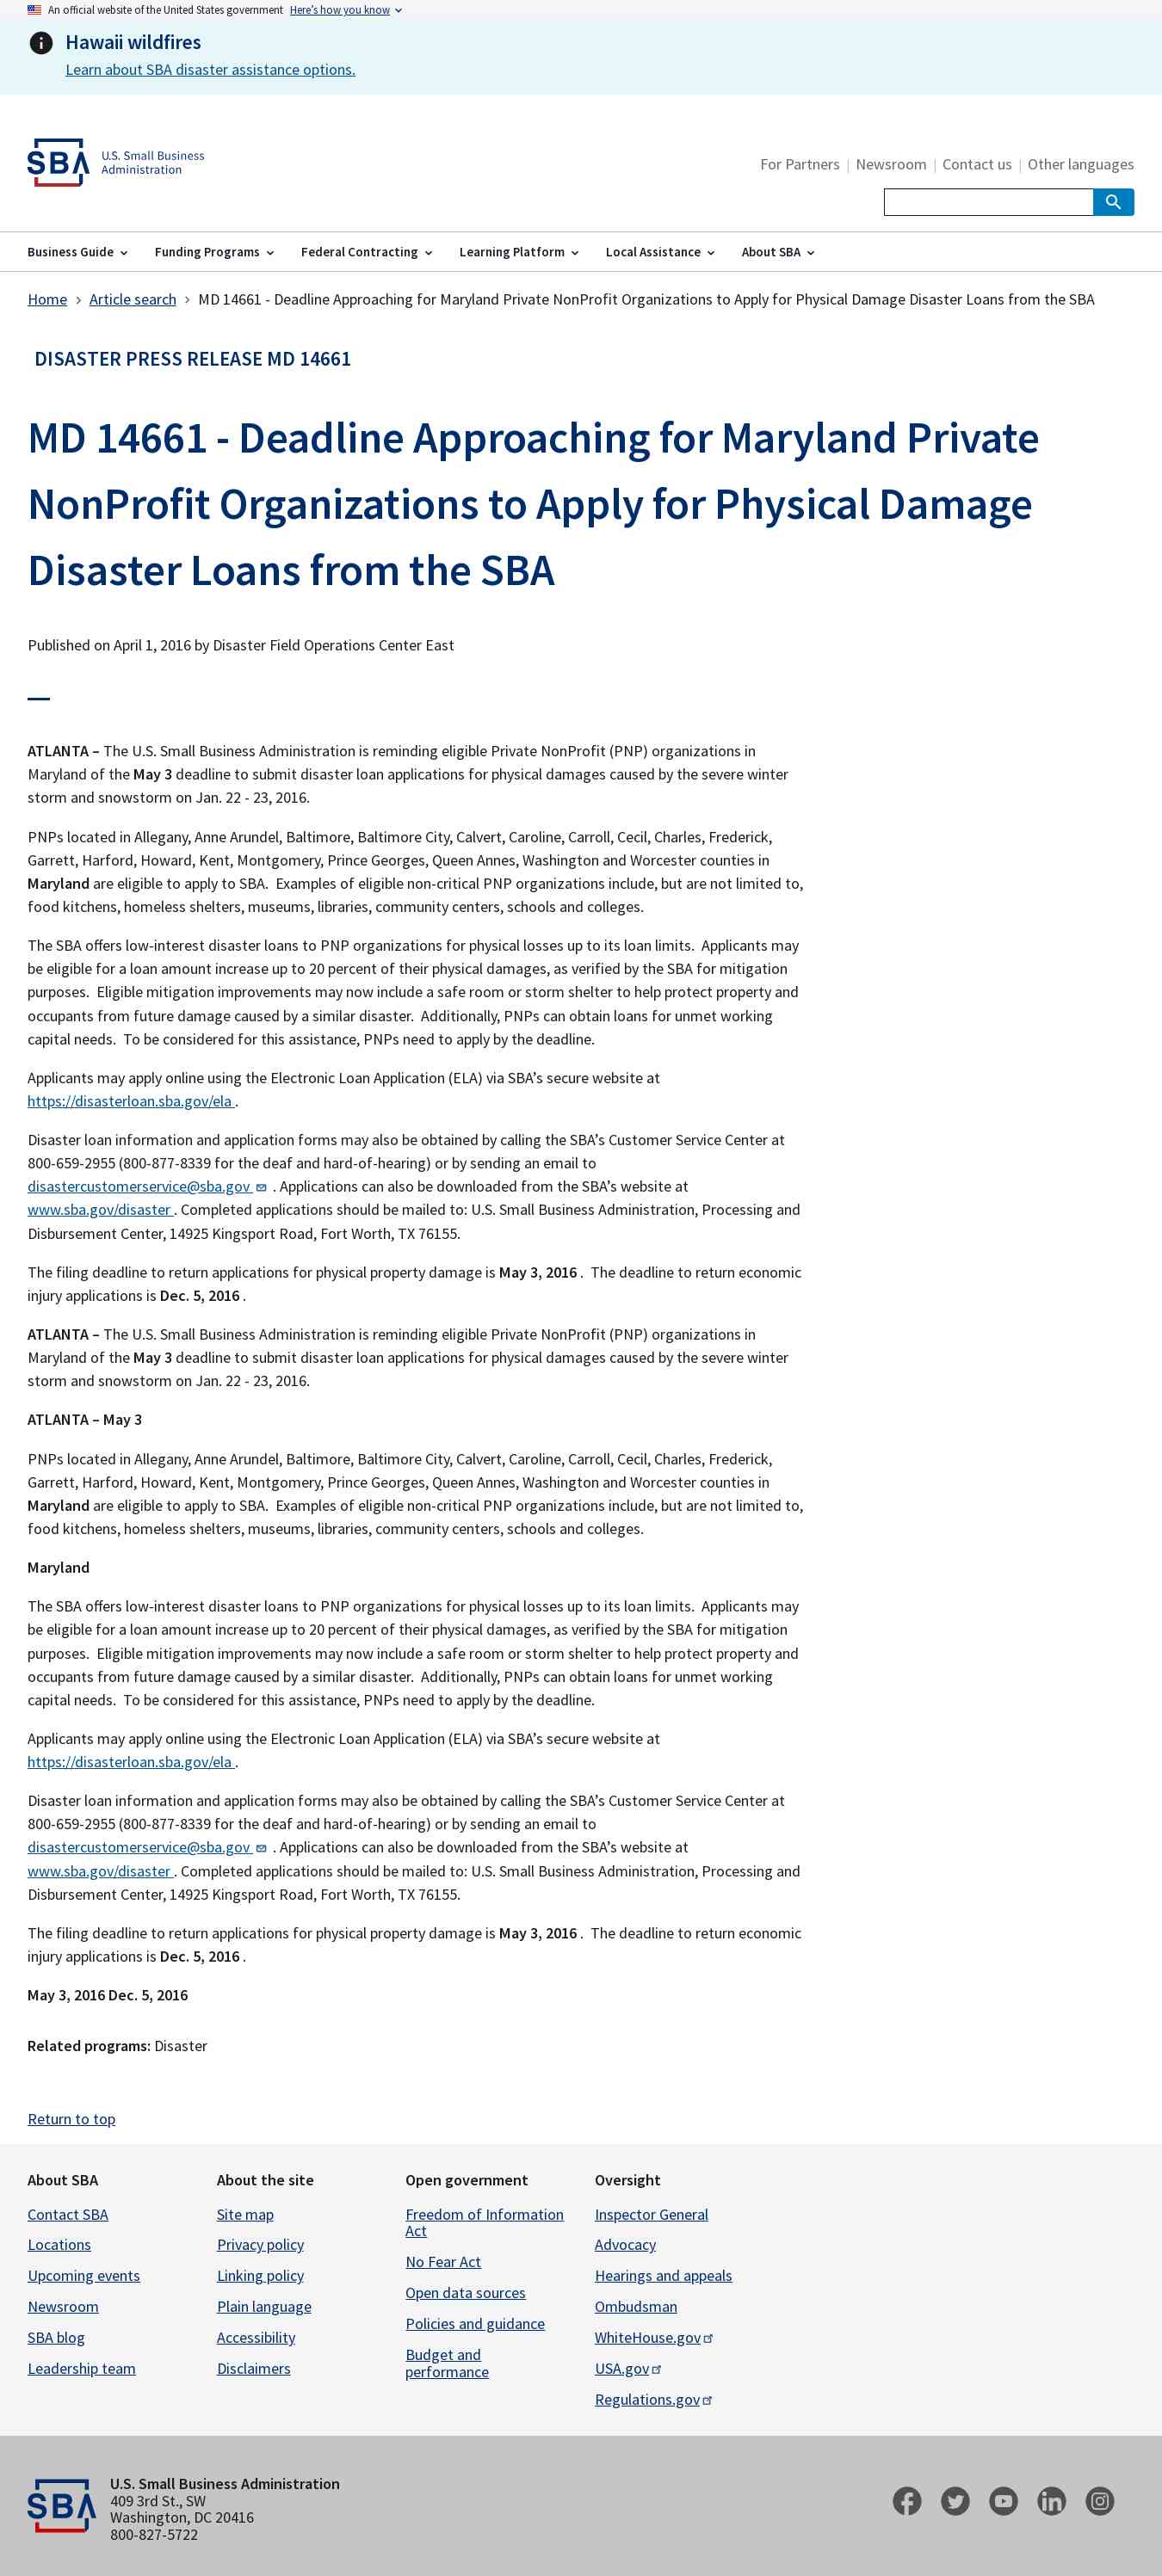 An official website of the United States government Here’s how you know
Hawaii wildfires
Learn about SBA disaster assistance options.
SBA U.S. Small Business
Administration
For Partners | Newsroom | Contact us | Other languages
Business Guide Funding Programs Federal Contracting Learning Platform Local Assistance About SBA
Home Article search MD 14661 - Deadline Approaching for Maryland Private NonProfit Organizations to Apply for Physical Damage Disaster Loans from the SBA
DISASTER PRESS RELEASE MD 14661
MD 14661 - Deadline Approaching for Maryland Private
NonProfit Organizations to Apply for Physical Damage
Disaster Loans from the SBA
Published on April 1, 2016 by Disaster Field Operations Center East
ATLANTA – The U.S. Small Business Administration is reminding eligible Private NonProfit (PNP) organizations in
Maryland of the May 3 deadline to submit disaster loan applications for physical damages caused by the severe winter
storm and snowstorm on Jan. 22 - 23, 2016.
PNPs located in Allegany, Anne Arundel, Baltimore, Baltimore City, Calvert, Caroline, Carroll, Cecil, Charles, Frederick,
Garrett, Harford, Howard, Kent, Montgomery, Prince Georges, Queen Annes, Washington and Worcester counties in
Maryland are eligible to apply to SBA. Examples of eligible non-critical PNP organizations include, but are not limited to,
food kitchens, homeless shelters, museums, libraries, community centers, schools and colleges.
The SBA offers low-interest disaster loans to PNP organizations for physical losses up to its loan limits. Applicants may
be eligible for a loan amount increase up to 20 percent of their physical damages, as verified by the SBA for mitigation
purposes. Eligible mitigation improvements may now include a safe room or storm shelter to help protect property and
occupants from future damage caused by a similar disaster. Additionally, PNPs can obtain loans for unmet working
capital needs. To be considered for this assistance, PNPs need to apply by the deadline.
Applicants may apply online using the Electronic Loan Application (ELA) via SBA’s secure website at
https://disasterloan.sba.gov/ela .
Disaster loan information and application forms may also be obtained by calling the SBA’s Customer Service Center at
800-659-2955 (800-877-8339 for the deaf and hard-of-hearing) or by sending an email to
disastercustomerservice@sba.gov . Applications can also be downloaded from the SBA’s website at
www.sba.gov/disaster . Completed applications should be mailed to: U.S. Small Business Administration, Processing and
Disbursement Center, 14925 Kingsport Road, Fort Worth, TX 76155.
The filing deadline to return applications for physical property damage is May 3, 2016 . The deadline to return economic
injury applications is Dec. 5, 2016 .
ATLANTA – The U.S. Small Business Administration is reminding eligible Private NonProfit (PNP) organizations in
Maryland of the May 3 deadline to submit disaster loan applications for physical damages caused by the severe winter
storm and snowstorm on Jan. 22 - 23, 2016.
ATLANTA – May 3
PNPs located in Allegany, Anne Arundel, Baltimore, Baltimore City, Calvert, Caroline, Carroll, Cecil, Charles, Frederick,
Garrett, Harford, Howard, Kent, Montgomery, Prince Georges, Queen Annes, Washington and Worcester counties in
Maryland are eligible to apply to SBA. Examples of eligible non-critical PNP organizations include, but are not limited to,
food kitchens, homeless shelters, museums, libraries, community centers, schools and colleges.
Maryland
The SBA offers low-interest disaster loans to PNP organizations for physical losses up to its loan limits. Applicants may
be eligible for a loan amount increase up to 20 percent of their physical damages, as verified by the SBA for mitigation
purposes. Eligible mitigation improvements may now include a safe room or storm shelter to help protect property and
occupants from future damage caused by a similar disaster. Additionally, PNPs can obtain loans for unmet working
capital needs. To be considered for this assistance, PNPs need to apply by the deadline.
Applicants may apply online using the Electronic Loan Application (ELA) via SBA’s secure website at
https://disasterloan.sba.gov/ela .
Disaster loan information and application forms may also be obtained by calling the SBA’s Customer Service Center at
800-659-2955 (800-877-8339 for the deaf and hard-of-hearing) or by sending an email to
disastercustomerservice@sba.gov . Applications can also be downloaded from the SBA’s website at
www.sba.gov/disaster . Completed applications should be mailed to: U.S. Small Business Administration, Processing and
Disbursement Center, 14925 Kingsport Road, Fort Worth, TX 76155.
The filing deadline to return applications for physical property damage is May 3, 2016 . The deadline to return economic
injury applications is Dec. 5, 2016 .
May 3, 2016 Dec. 5, 2016
Related programs: Disaster
Return to top
About SBA
Contact SBA
Locations
Upcoming events
Newsroom
SBA blog
Leadership team
About the site
Site map
Privacy policy
Linking policy
Plain language
Accessibility
Disclaimers
Open government
Freedom of Information
Act
No Fear Act
Open data sources
Policies and guidance
Budget and
performance
Oversight
Inspector General
Advocacy
Hearings and appeals
Ombudsman
WhiteHouse.gov
USA.gov
Regulations.gov
SBA
U.S. Small Business Administration
409 3rd St., SW
Washington, DC 20416
800-827-5722